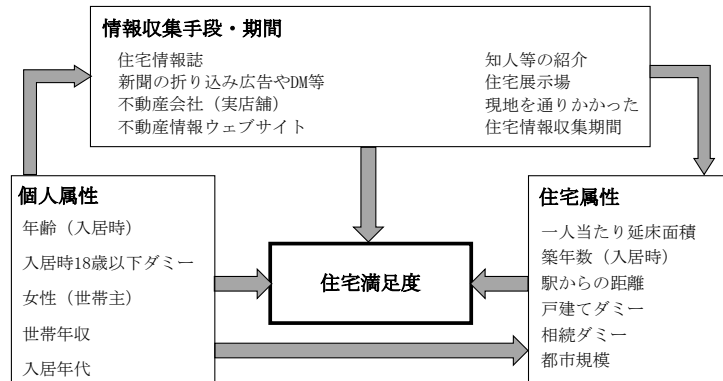 情報収集手段・期間
住宅情報誌
新聞の折り込み広告やDM等
不動産会社（実店舗）
不動産情報ウェブサイト
知人等の紹介
住宅展示場
現地を通りかかった
住宅情報収集期間
個人属性
年齢（入居時）
入居時18歳以下ダミー
女性（世帯主）
世帯年収
入居年代
住宅満足度
住宅属性
一人当たり延床面積
築年数（入居時）
駅からの距離
戸建てダミー
相続ダミー
都市規模